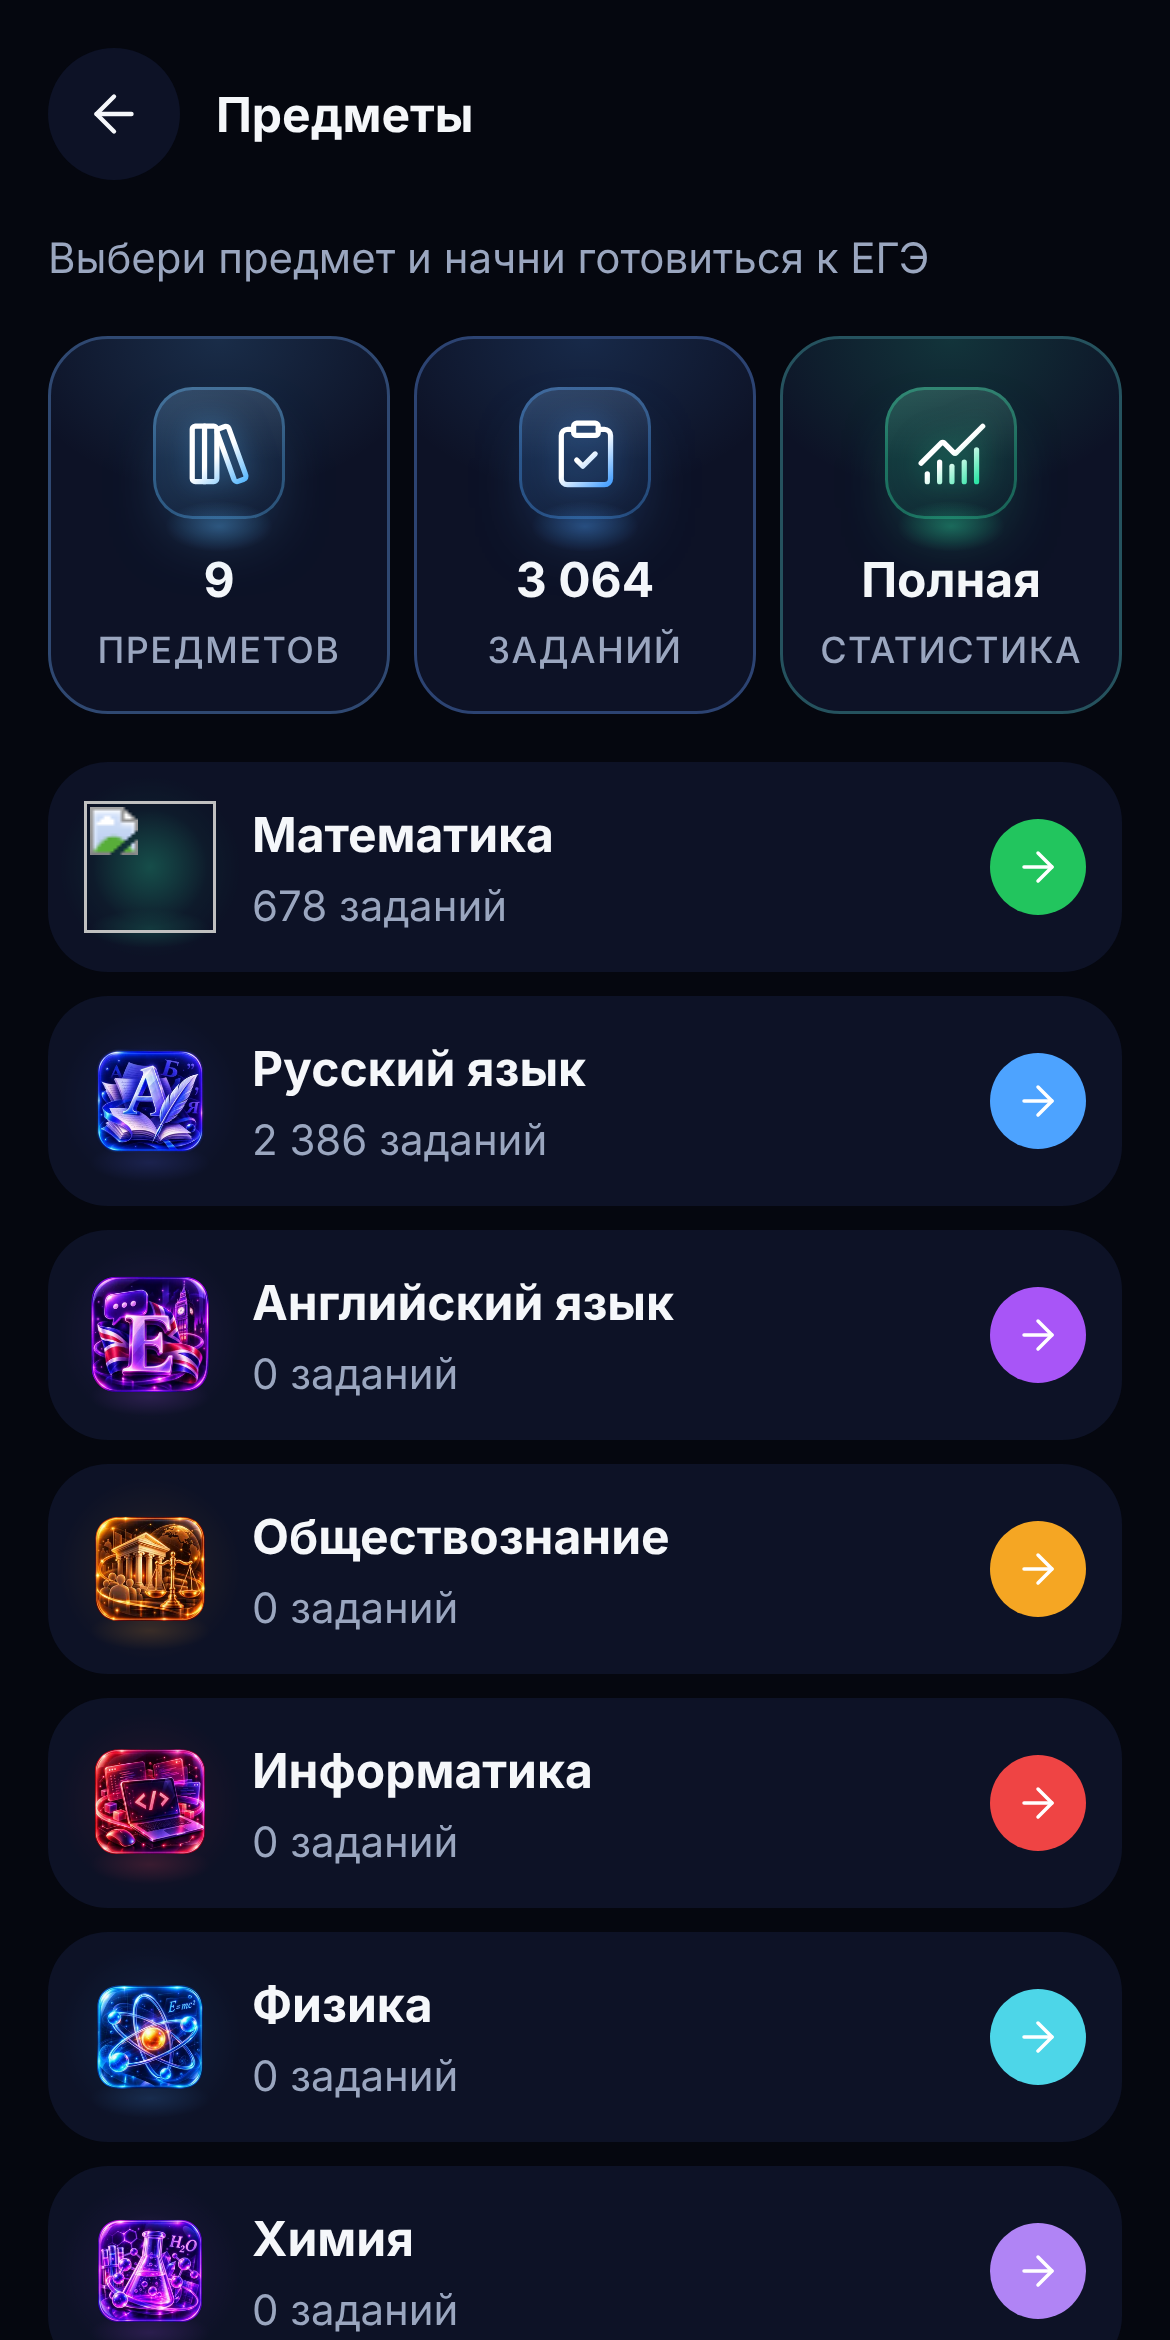 Предметы
Выбери предмет и начни готовиться к ЕГЭ
9
ПРЕДМЕТОВ
3 064
ЗАДАНИЙ
Полная
СТАТИСТИКА
Математика
678 заданий
Русский язык
2 386 заданий
Английский язык
0 заданий
Обществознание
0 заданий
Информатика
0 заданий
Физика
0 заданий
Химия
0 заданий